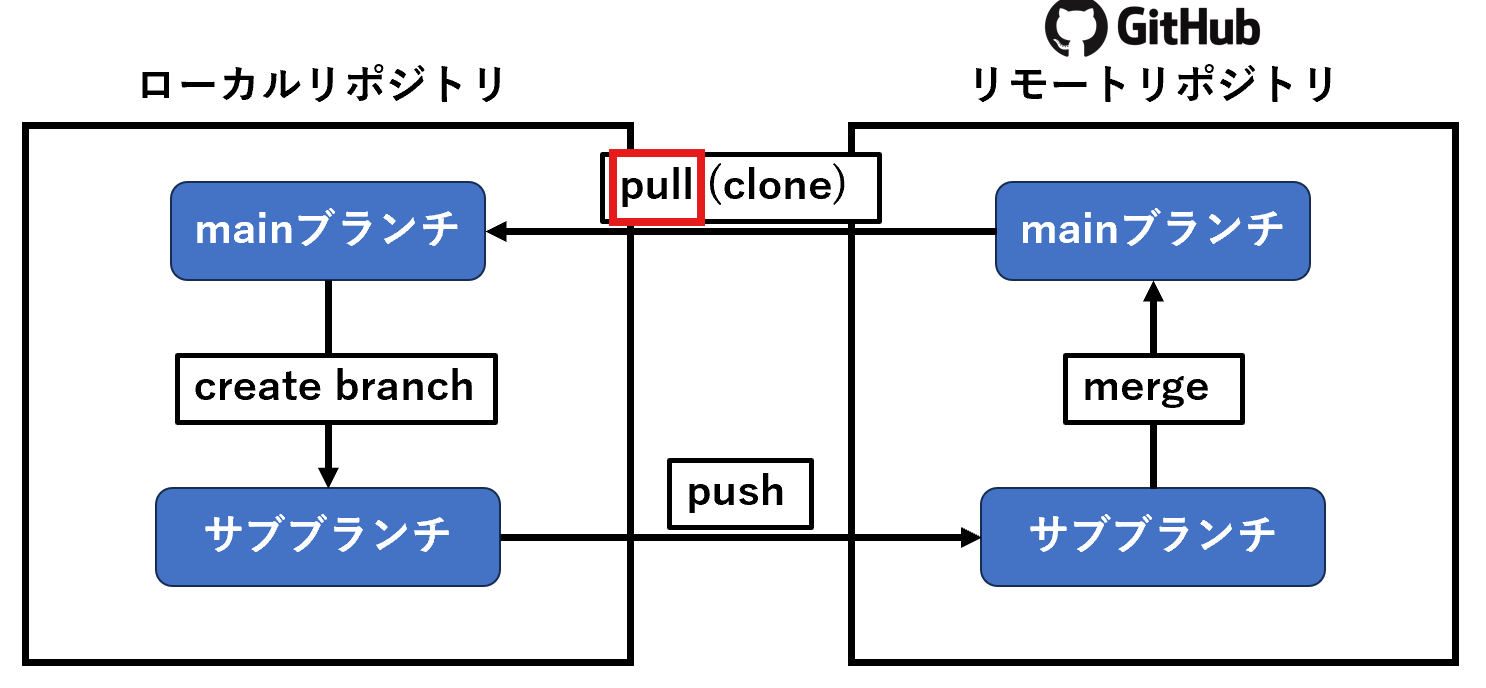 GitHub
ローカルリポジトリ
リモートリポジトリ
pull (clone)
mainブランチ
mainブランチ
create branch
merge
push
サブブランチ
サブブランチ